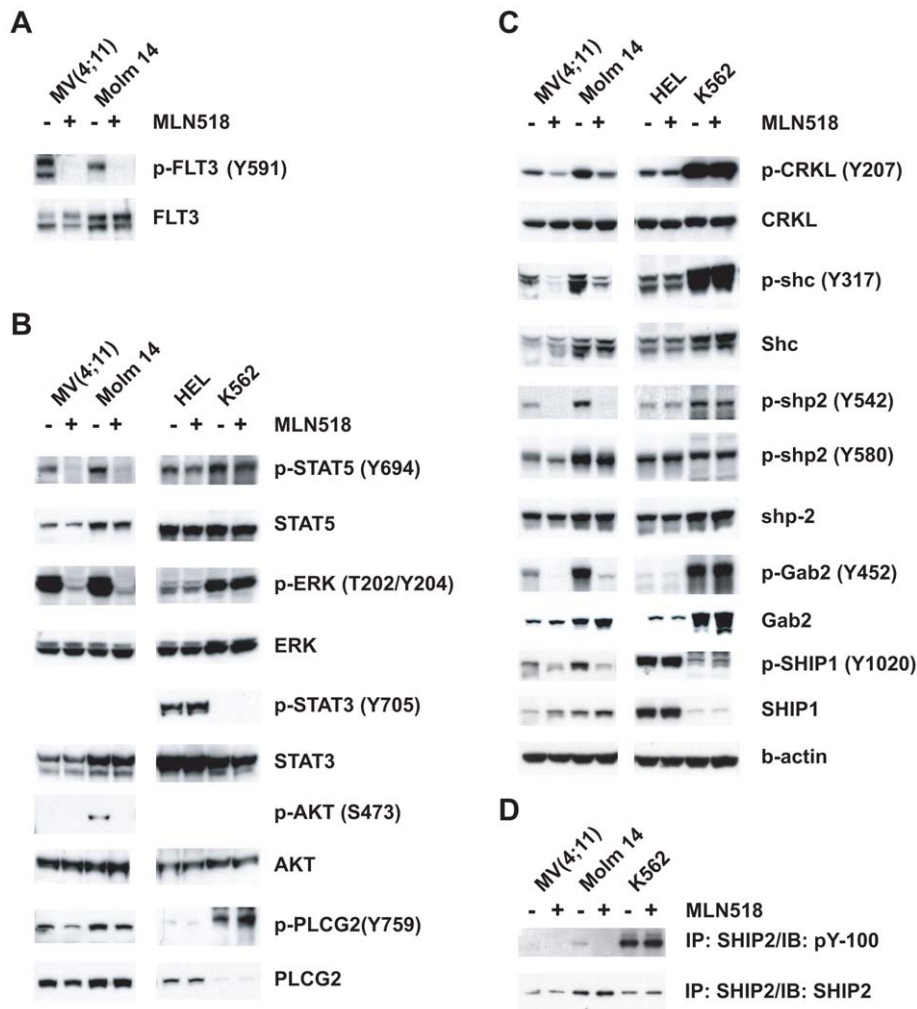 A
MV(4;11)
Molm 14
- + - + MLN518
p-FLT3 (Y591)
FLT3
B
MV(4;11)
Molm 14
HEL
K562
- + - + - + - + MLN518
p-STAT5 (Y694)
STAT5
p-ERK (T202/Y204)
ERK
p-STAT3 (Y705)
STAT3
p-AKT (S473)
AKT
p-PLCG2(Y759)
PLCG2
C
MV(4;11)
Molm 14
HEL
K562
- + - + - + - + MLN518
p-CRKL (Y207)
CRKL
p-shc (Y317)
Shc
p-shp2 (Y542)
p-shp2 (Y580)
shp-2
p-Gab2 (Y452)
Gab2
p-SHIP1 (Y1020)
SHIP1
b-actin
D
MV(4;11)
Molm 14
K562
- + - + - + MLN518
IP: SHIP2/IB: pY-100
IP: SHIP2/IB: SHIP2